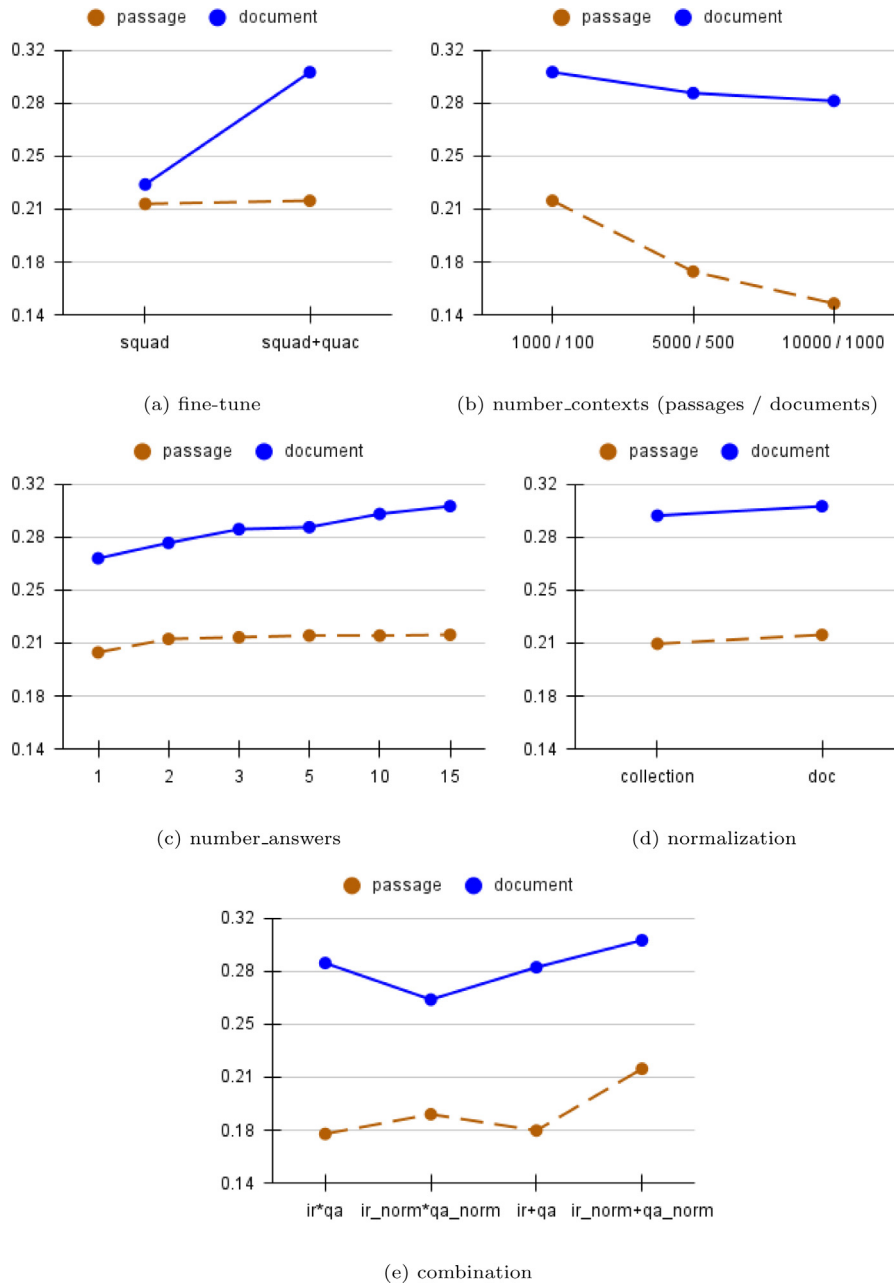 passage document passage document
0.32 0.32
0.28 0.28
0.25 0.25
0.21 0.21
0.18 0.18
0.14 0.14
squad squad+quac 1000 / 100 5000 / 500 10000 / 1000
(a) fine-tune (b) number_contexts (passages / documents)
passage document passage document
0.32 0.32
0.28 0.28
0.25 0.25
0.21 0.21
0.18 0.18
0.14 0.14
1 2 3 5 10 15 collection doc
(c) number_answers (d) normalization
passage document
0.32
0.28
0.25
0.21
0.18
0.14
ir*qa ir_norm*qa_norm ir+qa ir_norm+qa_norm
(e) combination